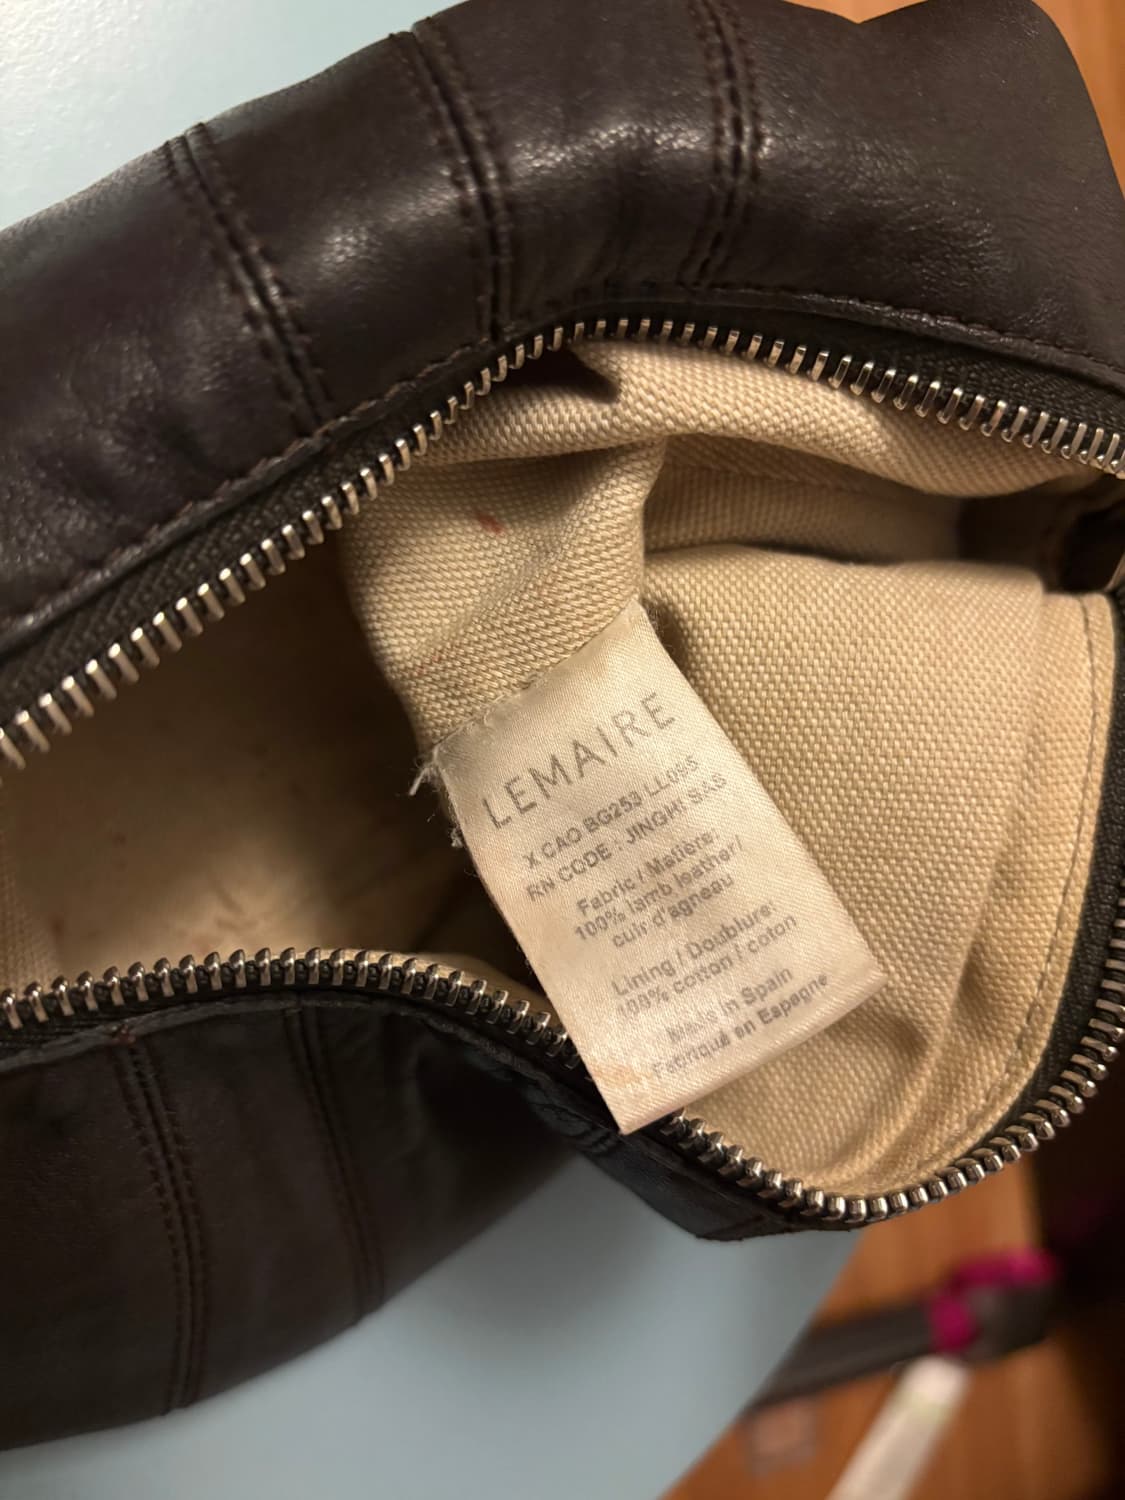 LEMAIRE
X CAO BG253 LL095
RN CODE : JINGHI SAS
Fabric / Matière:
100% lamb leather/
cuir d'agneau
Lining / Doublure:
100% cotton / coton
Made in Spain
Fabriqué en Espagne